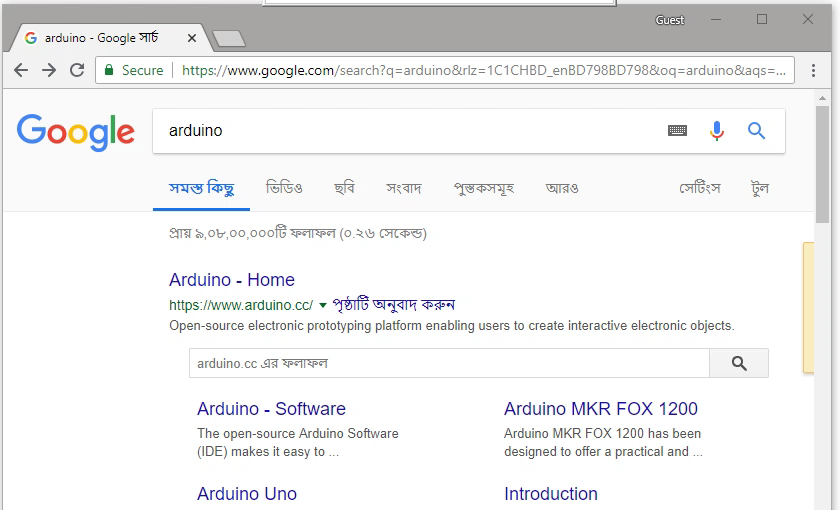 Guest
arduino - Google সার্চ
Secure https://www.google.com/search?q=arduino&rlz=1C1CHBD_enBD798BD798&oq=arduino&aqs=...
Google arduino
সমস্ত কিছু ভিডিও ছবি সংবাদ পুস্তকসমূহ আরও সেটিংস টুল
প্রায় ৯,০৮,০০,০০০টি ফলাফল (০.২৬ সেকেন্ড)
Arduino - Home
https://www.arduino.cc/ পৃষ্ঠাটি অনুবাদ করুন
Open-source electronic prototyping platform enabling users to create interactive electronic objects.
arduino.cc এর ফলাফল
Arduino - Software
The open-source Arduino Software
(IDE) makes it easy to ...
Arduino MKR FOX 1200
Arduino MKR FOX 1200 has been
designed to offer a practical and ...
Arduino Uno
Introduction